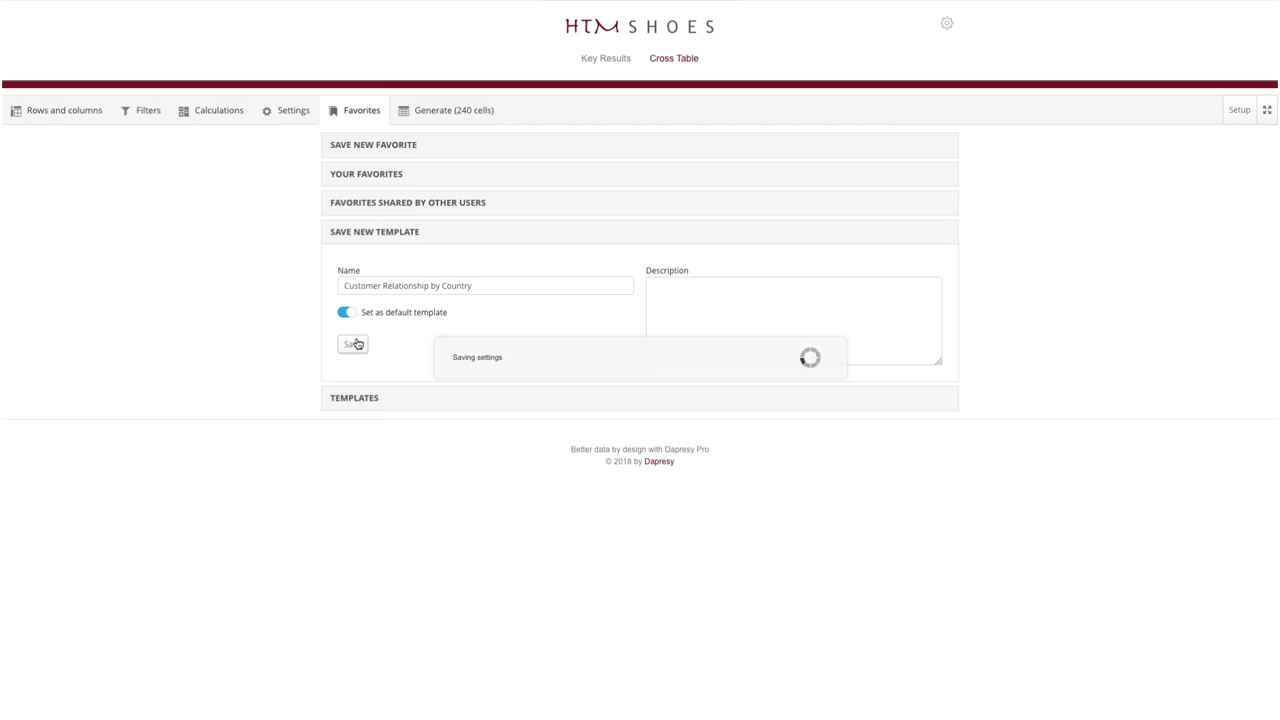 HTM SHOES
Key Results Cross Table
Rows and columns Filters Calculations Settings Favorites Generate (240 cells) Setup
SAVE NEW FAVORITE
YOUR FAVORITES
FAVORITES SHARED BY OTHER USERS
SAVE NEW TEMPLATE
Name Description
Customer Relationship by Country
Set as default template
Saving settings
TEMPLATES
Better data by design with Dapresy Pro
© 2018 by Dapresy